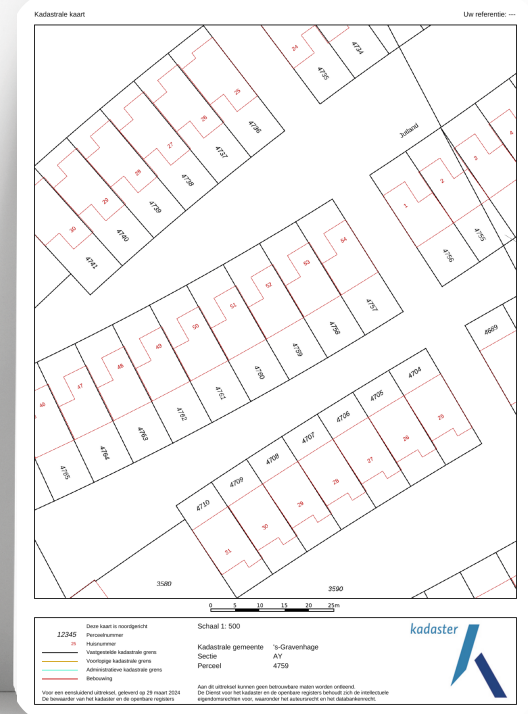 Kadastrale kaart
Uw referentie: ---
24
4735
4734
25
4736
26
4737
27
4738
28
4739
29
4740
30
4741
Jutland
4
3
2
1
4755
4756
54
4757
53
4758
52
4759
51
4760
50
4761
49
4762
48
4763
47
4764
46
4765
4669
4704
25
4705
26
4706
27
4707
28
4708
29
4709
30
4710
31
3580
3590
0 5 10 15 20 25m
Deze kaart is noordgericht
12345 Perceelnummer
25 Huisnummer
Vastgestelde kadastrale grens
Voorlopige kadastrale grens
Administratieve kadastrale grens
Bebouwing
Voor een eensluidend uittreksel, geleverd op 29 maart 2024
De bewaarder van het kadaster en de openbare registers
Schaal 1: 500
Kadastrale gemeente 's-Gravenhage
Sectie AY
Perceel 4759
Aan dit uittreksel kunnen geen betrouwbare maten worden ontleend.
De Dienst voor het kadaster en de openbare registers behoudt zich de intellectuele
eigendomsrechten voor, waaronder het auteursrecht en het databankenrecht.
kadaster